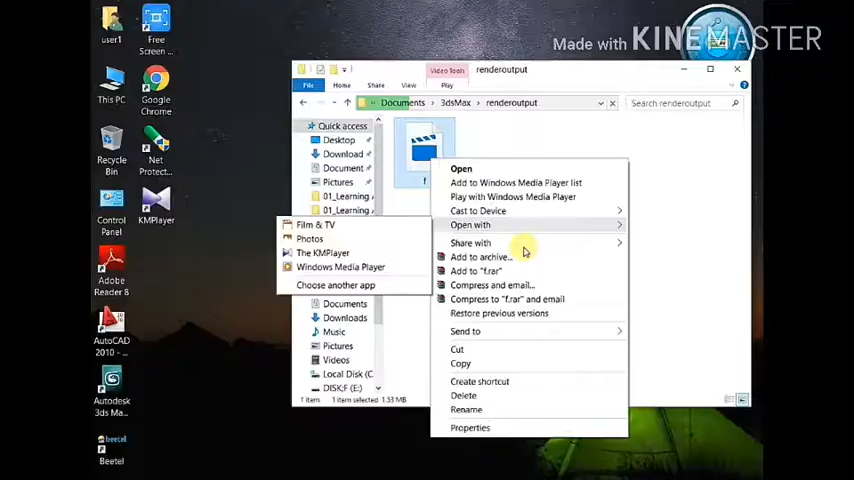 Made with KINEMASTER
user1
Free
Screen ...
This PC
Google
Chrome
Recycle
Bin
Net
Protector ...
Control
Panel
KMPlayer
Adobe
Reader 8
AutoCAD
2010 - ...
Autodesk
3ds Ma...
beetel
Beetel
Video Tools
renderoutput
File
Home
Share
View
Play
Documents
3dsMax
renderoutput
Search renderoutput
Quick access
Desktop
Download
Document
Pictures
01_Learning
01_Learning
Documents
Downloads
Music
Pictures
Videos
Local Disk (C
DISK;F (E:)
1 item
1 item selected 1.53 MB
f
Open
Add to Windows Media Player list
Play with Windows Media Player
Cast to Device
Open with
Share with
Add to archive...
Add to "f.rar"
Compress and email...
Compress to "f.rar" and email
Restore previous versions
Send to
Cut
Copy
Create shortcut
Delete
Rename
Properties
Film & TV
Photos
The KMPlayer
Windows Media Player
Choose another app